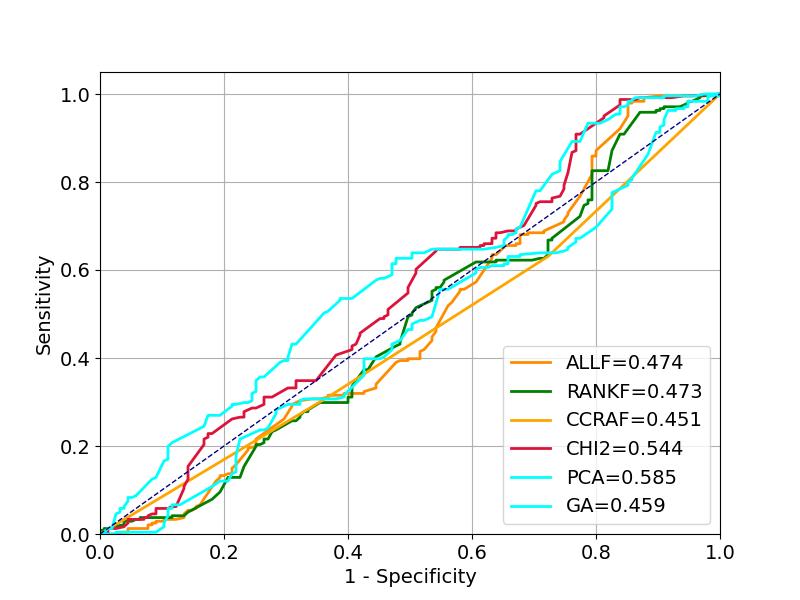 1.0
0.8
0.6
0.4
0.2
0.0
Sensitivity
ALLF=0.474
RANKF=0.473
CCRAF=0.451
CHI2=0.544
PCA=0.585
GA=0.459
0.0 0.2 0.4 0.6 0.8 1.0
1 - Specificity